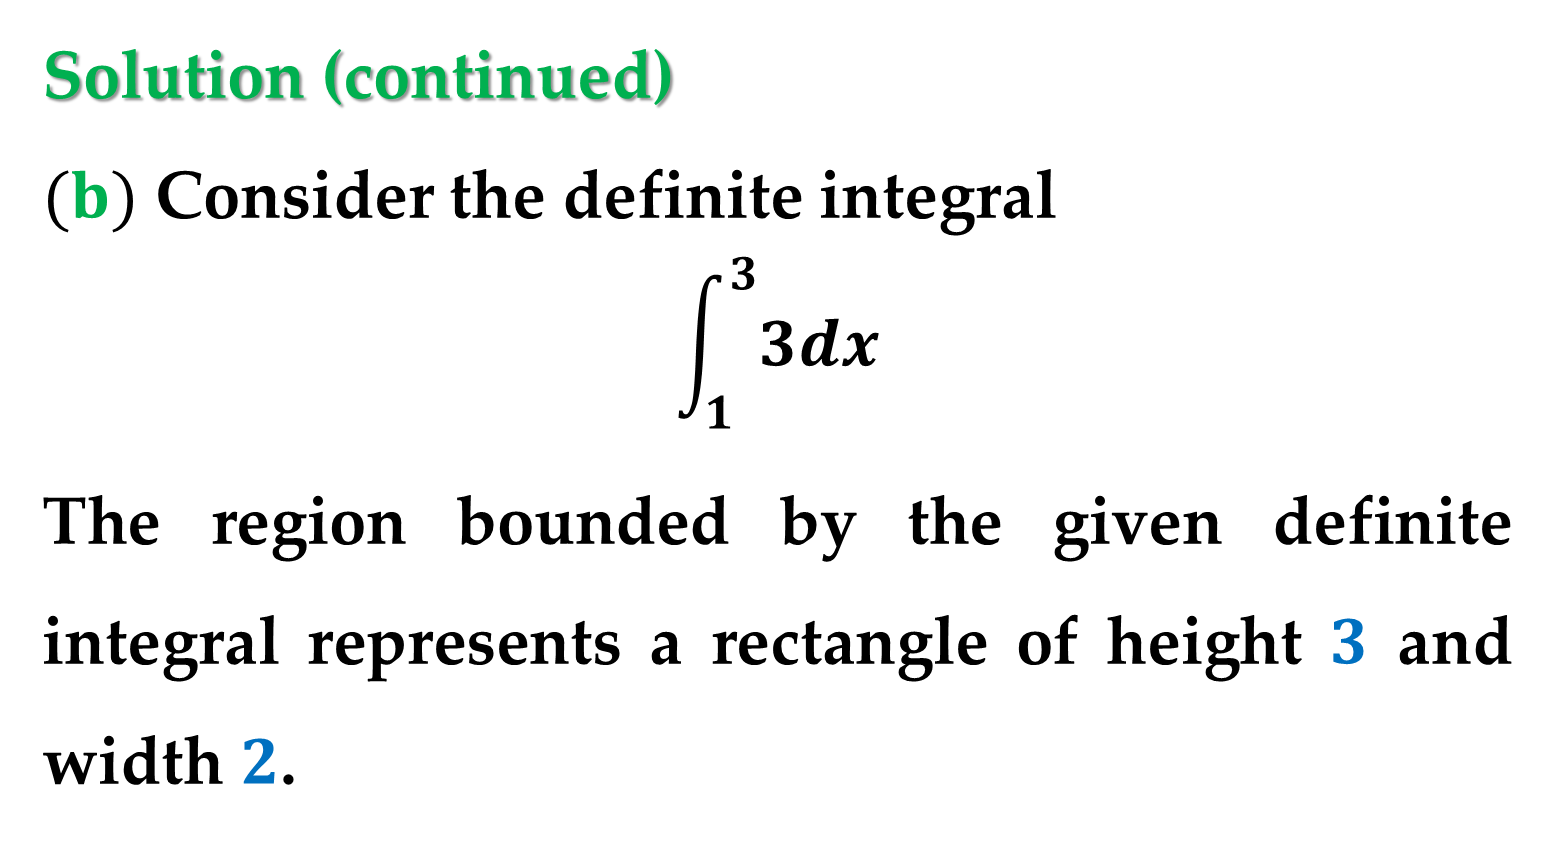 Solution (continued)
(b) Consider the definite integral
∫₁³ 3dx
The region bounded by the given definite
integral represents a rectangle of height 3 and
width 2.